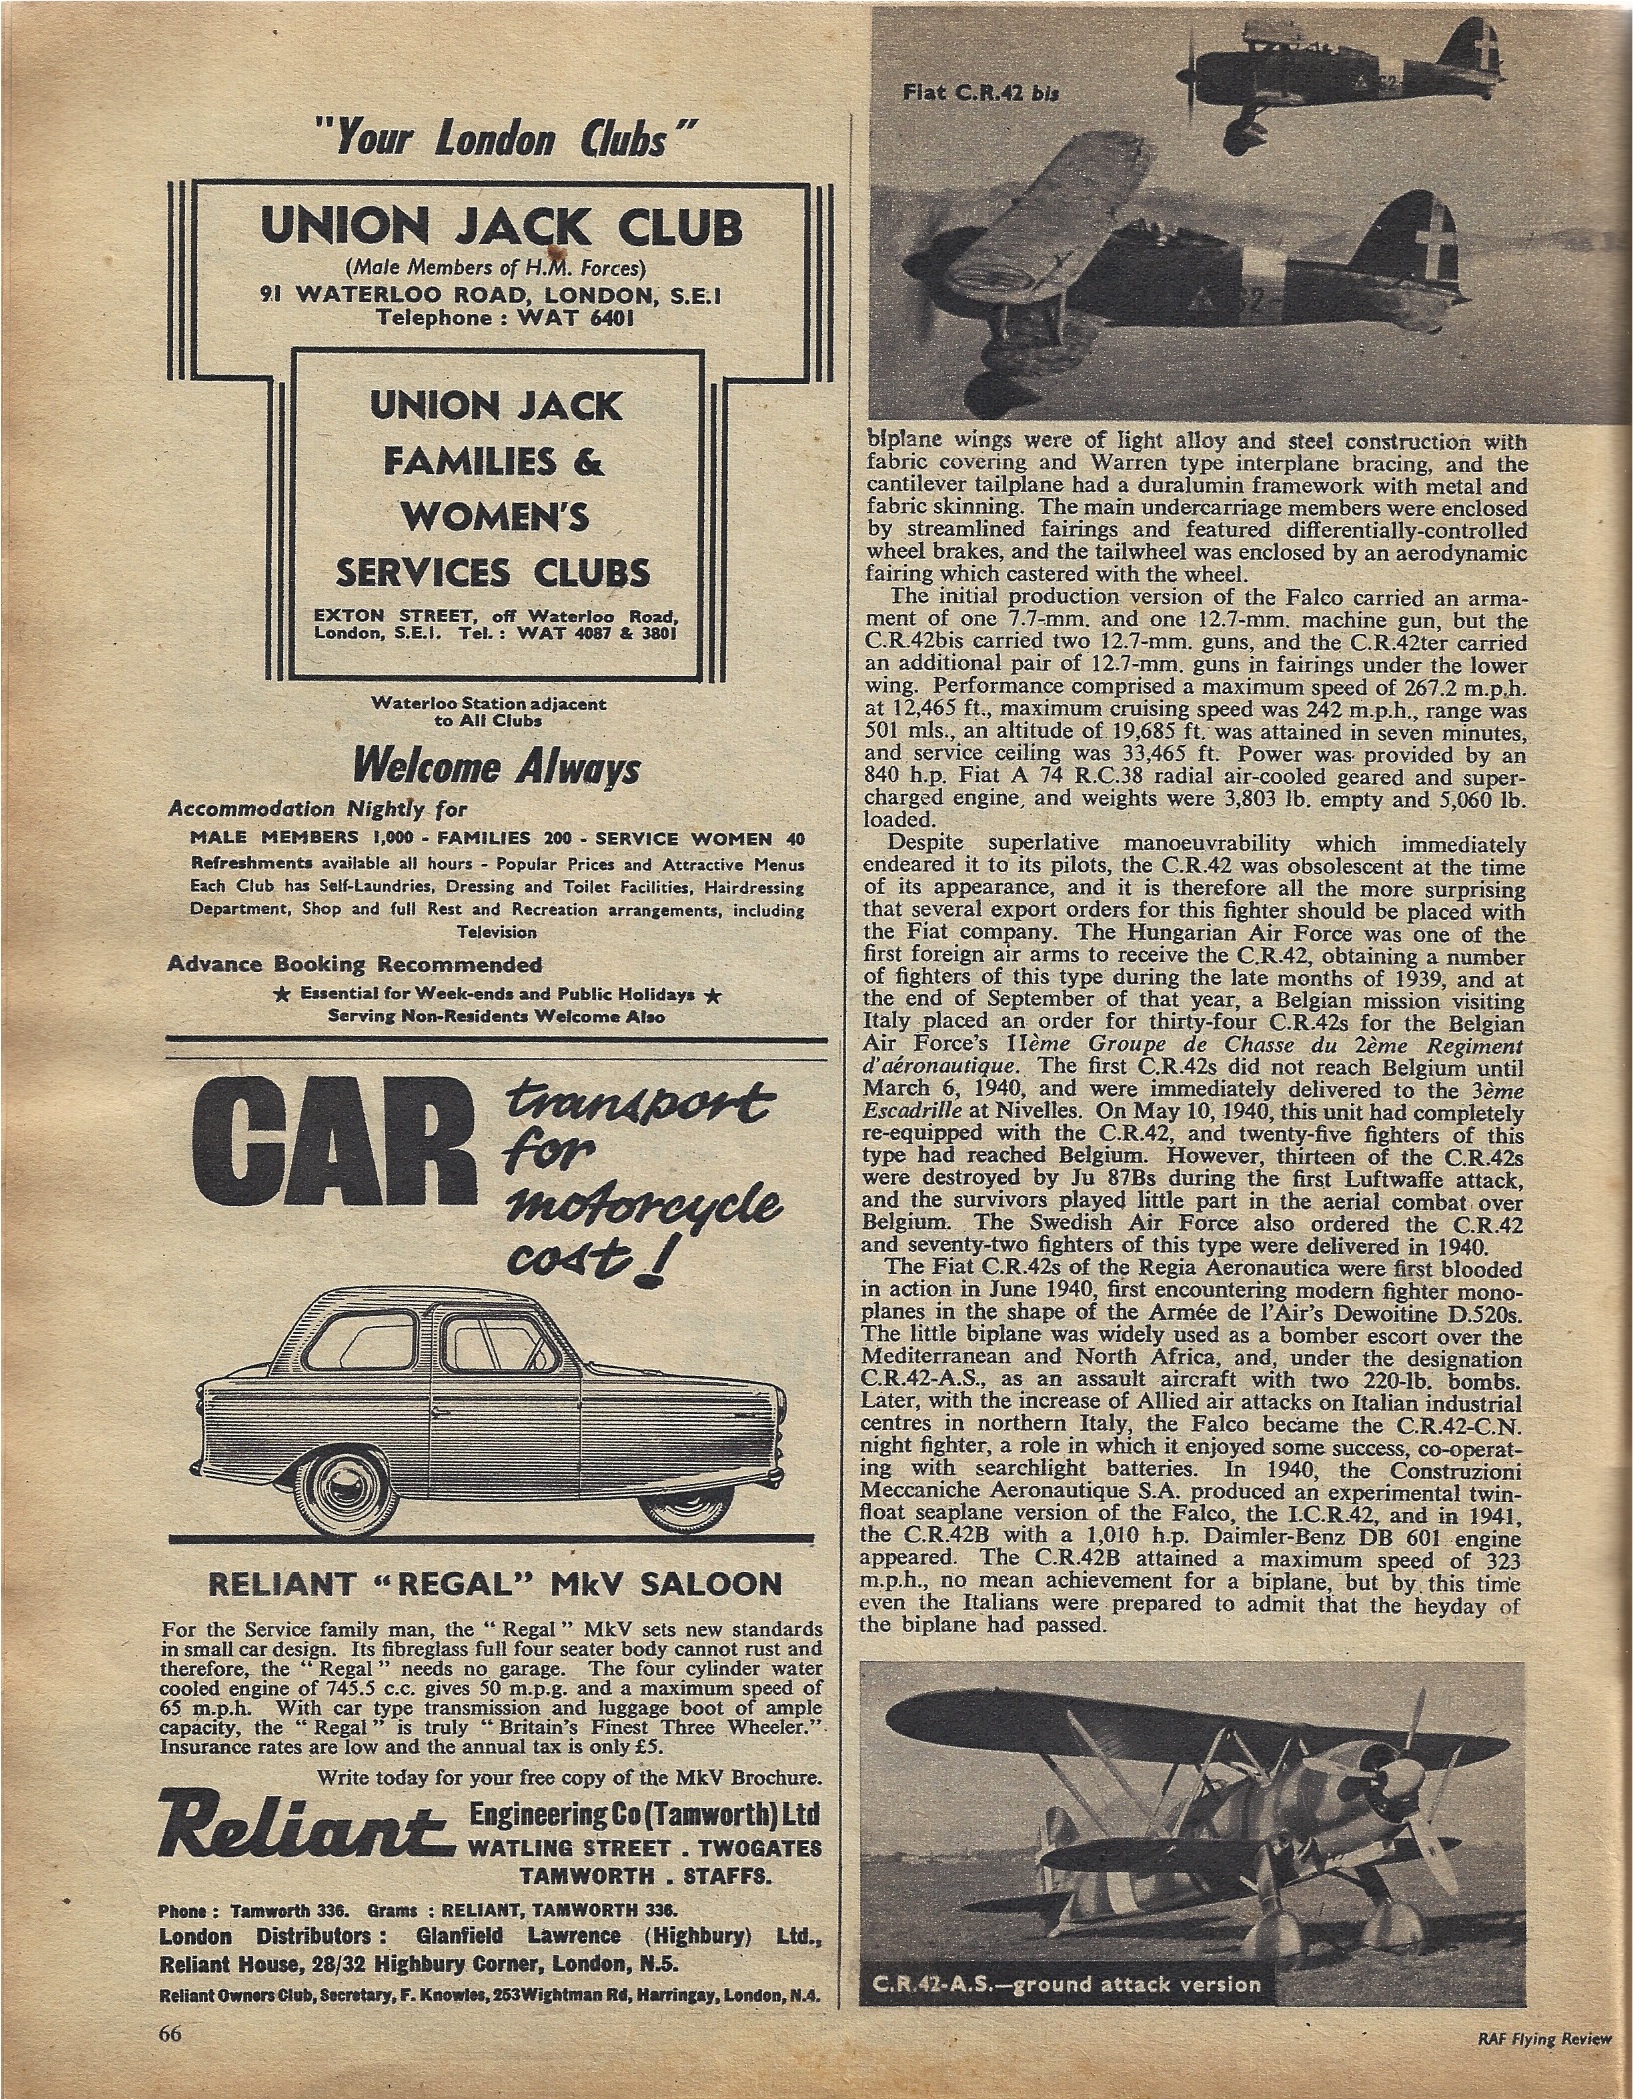 "Your London Clubs"
UNION JACK CLUB
(Male Members of H.M. Forces)
91 WATERLOO ROAD, LONDON, S.E.1
Telephone : WAT 6401
UNION JACK
FAMILIES &
WOMEN'S
SERVICES CLUBS
EXTON STREET, off Waterloo Road,
London, S.E.1. Tel. : WAT 4087 & 3801
Waterloo Station adjacent
to All Clubs
Welcome Always
Accommodation Nightly for
MALE MEMBERS 1,000 - FAMILIES 200 - SERVICE WOMEN 40
Refreshments available all hours - Popular Prices and Attractive Menus
Each Club has Self-Laundries, Dressing and Toilet Facilities, Hairdressing
Department, Shop and full Rest and Recreation arrangements, including
Television
Advance Booking Recommended
★ Essential for Week-ends and Public Holidays ★
Serving Non-Residents Welcome Also
CAR transport
for
motorcycle
cost!
RELIANT "REGAL" MkV SALOON
For the Service family man, the "Regal" MkV sets new standards
in small car design. Its fibreglass full four seater body cannot rust and
therefore, the "Regal" needs no garage. The four cylinder water
cooled engine of 745.5 c.c. gives 50 m.p.g. and a maximum speed of
65 m.p.h. With car type transmission and luggage boot of ample
capacity, the "Regal" is truly "Britain's Finest Three Wheeler."
Insurance rates are low and the annual tax is only £5.
Write today for your free copy of the MkV Brochure.
Reliant Engineering Co (Tamworth) Ltd
WATLING STREET . TWOGATES
TAMWORTH . STAFFS.
Phone : Tamworth 336. Grams : RELIANT, TAMWORTH 336.
London Distributors : Glanfield Lawrence (Highbury) Ltd.,
Reliant House, 28/32 Highbury Corner, London, N.5.
Reliant Owners Club, Secretary, F. Knowles, 253 Wightman Rd, Harringay, London, N.4.
66
Fiat C.R.42 bis
52-
52-
biplane wings were of light alloy and steel construction with
fabric covering and Warren type interplane bracing, and the
cantilever tailplane had a duralumin framework with metal and
fabric skinning. The main undercarriage members were enclosed
by streamlined fairings and featured differentially-controlled
wheel brakes, and the tailwheel was enclosed by an aerodynamic
fairing which castered with the wheel.
The initial production version of the Falco carried an arma-
ment of one 7.7-mm. and one 12.7-mm. machine gun, but the
C.R.42bis carried two 12.7-mm. guns, and the C.R.42ter carried
an additional pair of 12.7-mm. guns in fairings under the lower
wing. Performance comprised a maximum speed of 267.2 m.p.h.
at 12,465 ft., maximum cruising speed was 242 m.p.h., range was
501 mls., an altitude of 19,685 ft. was attained in seven minutes,
and service ceiling was 33,465 ft. Power was provided by an
840 h.p. Fiat A 74 R.C.38 radial air-cooled geared and super-
charged engine, and weights were 3,803 lb. empty and 5,060 lb.
loaded.
Despite superlative manoeuvrability which immediately
endeared it to its pilots, the C.R.42 was obsolescent at the time
of its appearance, and it is therefore all the more surprising
that several export orders for this fighter should be placed with
the Fiat company. The Hungarian Air Force was one of the
first foreign air arms to receive the C.R.42, obtaining a number
of fighters of this type during the late months of 1939, and at
the end of September of that year, a Belgian mission visiting
Italy placed an order for thirty-four C.R.42s for the Belgian
Air Force's IIème Groupe de Chasse du 2ème Regiment
d'aéronautique. The first C.R.42s did not reach Belgium until
March 6, 1940, and were immediately delivered to the 3ème
Escadrille at Nivelles. On May 10, 1940, this unit had completely
re-equipped with the C.R.42, and twenty-five fighters of this
type had reached Belgium. However, thirteen of the C.R.42s
were destroyed by Ju 87Bs during the first Luftwaffe attack,
and the survivors played little part in the aerial combat over
Belgium. The Swedish Air Force also ordered the C.R.42
and seventy-two fighters of this type were delivered in 1940.
The Fiat C.R.42s of the Regia Aeronautica were first blooded
in action in June 1940, first encountering modern fighter mono-
planes in the shape of the Armée de l'Air's Dewoitine D.520s.
The little biplane was widely used as a bomber escort over the
Mediterranean and North Africa, and, under the designation
C.R.42-A.S., as an assault aircraft with two 220-lb. bombs.
Later, with the increase of Allied air attacks on Italian industrial
centres in northern Italy, the Falco became the C.R.42-C.N.
night fighter, a role in which it enjoyed some success, co-operat-
ing with searchlight batteries. In 1940, the Construzioni
Meccaniche Aeronautique S.A. produced an experimental twin-
float seaplane version of the Falco, the I.C.R.42, and in 1941,
the C.R.42B with a 1,010 h.p. Daimler-Benz DB 601 engine
appeared. The C.R.42B attained a maximum speed of 323
m.p.h., no mean achievement for a biplane, but by this time
even the Italians were prepared to admit that the heyday of
the biplane had passed.
C.R.42-A.S.—ground attack version
RAF Flying Review